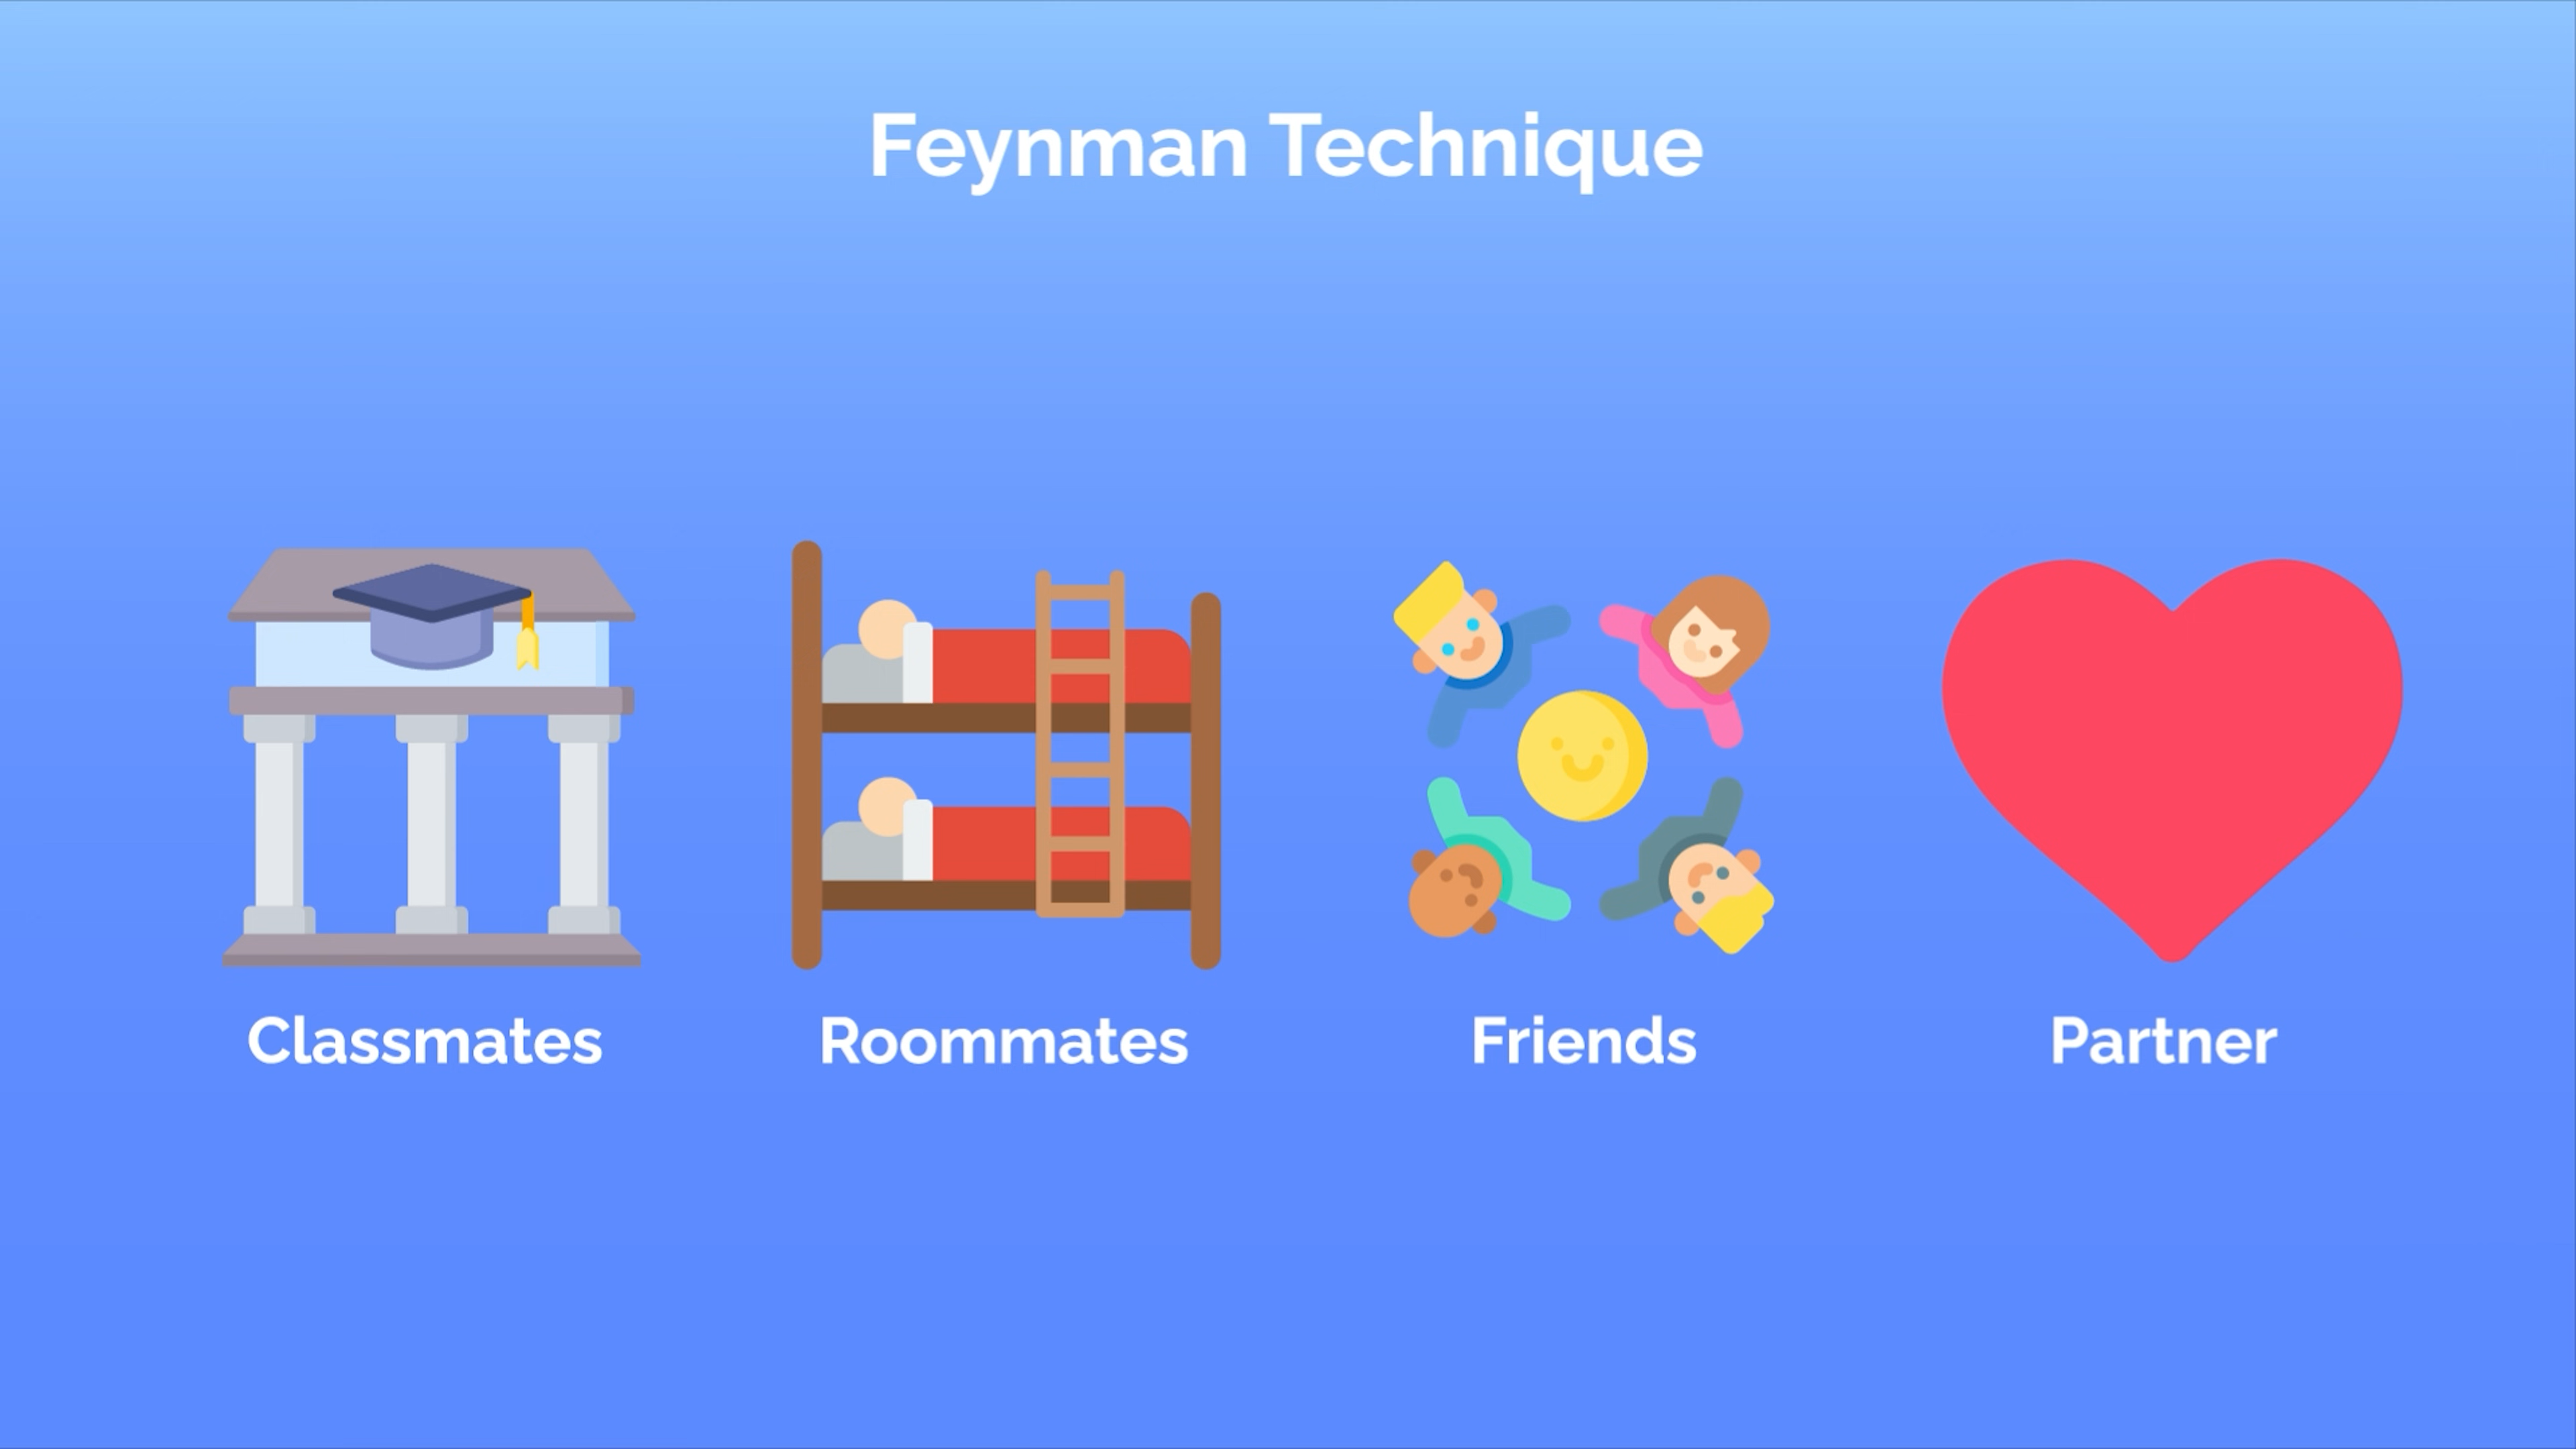 Feynman Technique
Classmates
Roommates
Friends
Partner